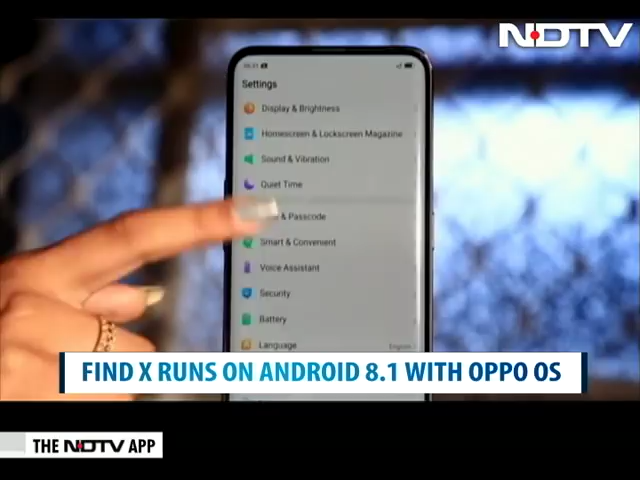 NDTV
Settings
Display & Brightness
Homescreen & Lockscreen Magazine
Sound & Vibration
Quiet Time
& Passcode
Smart & Convenient
Voice Assistant
Security
Battery
Language
English
FIND X RUNS ON ANDROID 8.1 WITH OPPO OS
THE NDTV APP